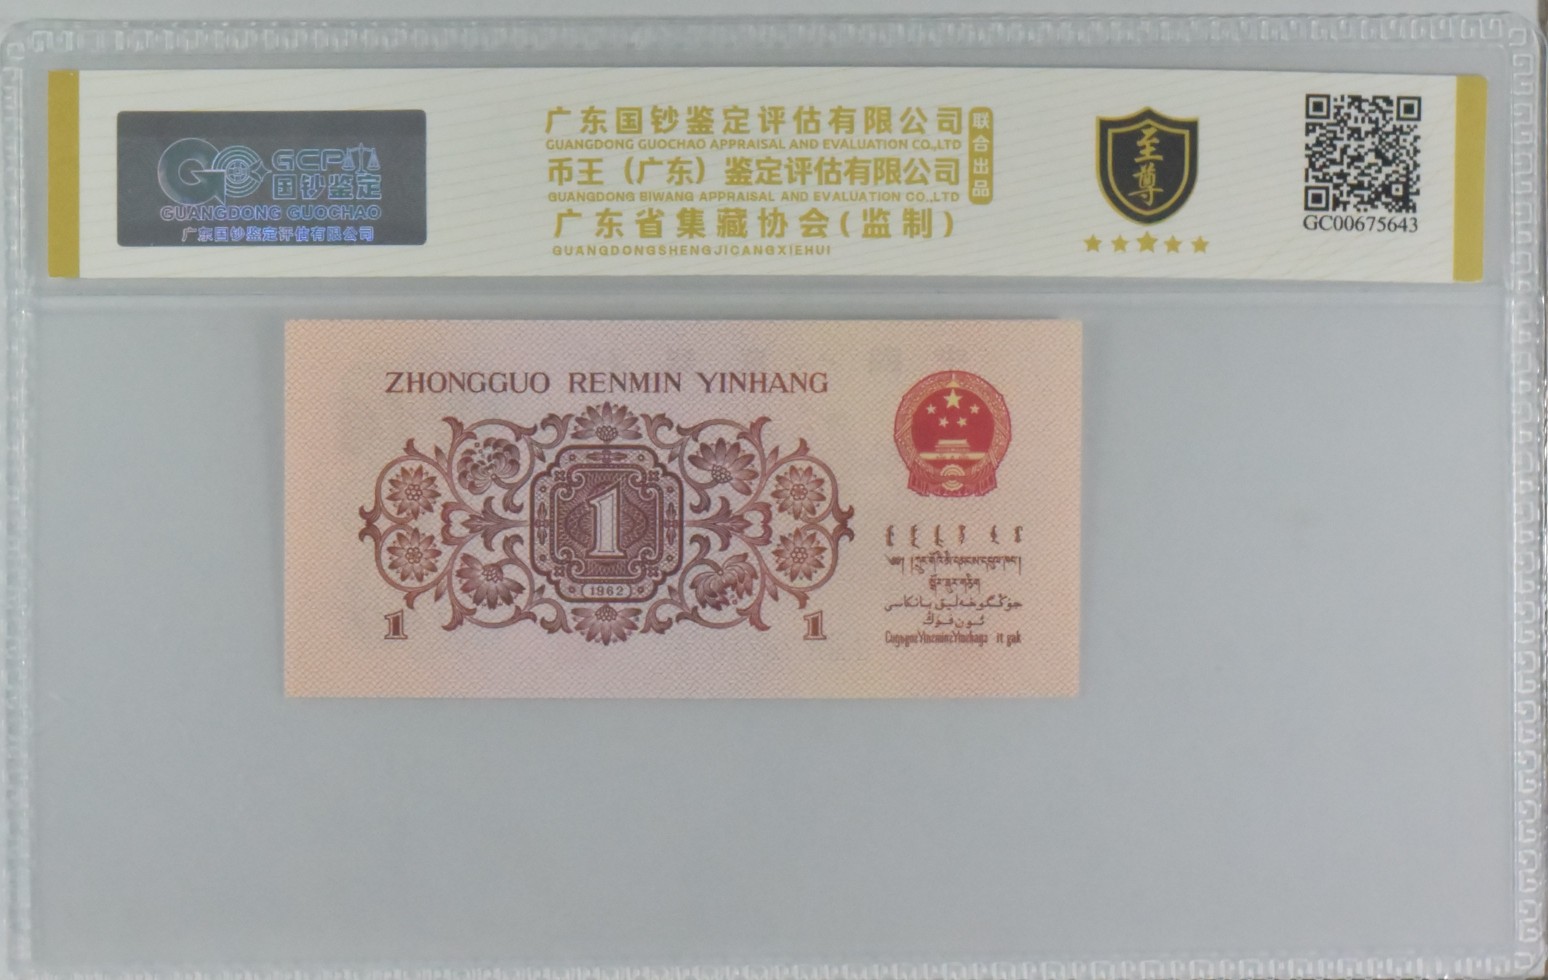 GCP
国钞鉴定
GUANGDONG GUOCHAO
广东国钞鉴定评估有限公司
广东国钞鉴定评估有限公司
GUANGDONG GUOCHAO APPRAISAL AND EVALUATION CO.,LTD
币王（广东）鉴定评估有限公司
GUANGDONG BIWANG APPRAISAL AND EVALUATION CO.,LTD
联合出品
广东省集藏协会(监制)
GUANGDONGSHENGJICANGXIEHUI
至尊
GC00675643
ZHONGGUO RENMIN YINHANG
1
(1962)
1
1